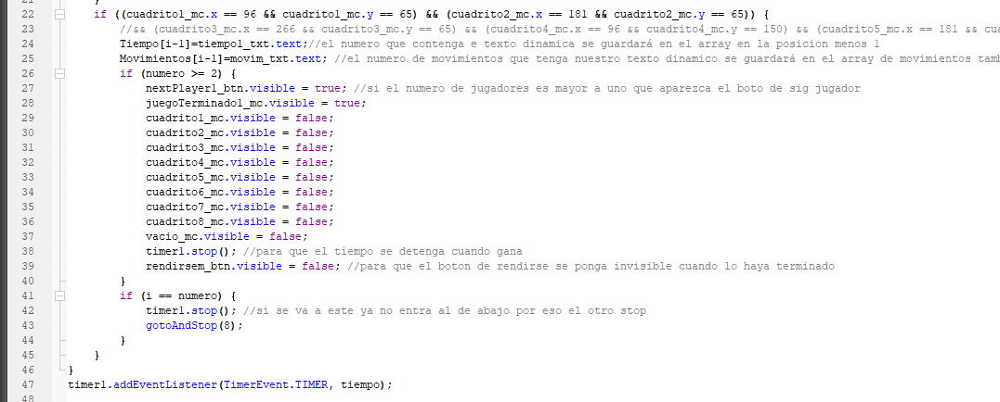 21 }
22 if ((cuadrito1_mc.x == 96 && cuadrito1_mc.y == 65) && (cuadrito2_mc.x == 181 && cuadrito2_mc.y == 65)) {
23 //&& (cuadrito3_mc.x == 266 && cuadrito3_mc.y == 65) && (cuadrito4_mc.x == 96 && cuadrito4_mc.y == 150) && (cuadrito5_mc.x == 181 && cua
24 Tiempo[i-1]=tiempo1_txt.text;//el numero que contenga e texto dinamica se guardará en el array en la posicion menos 1
25 Movimientos[i-1]=movim_txt.text; //el numero de movimientos que tenga nuestro texto dinamico se guardará en el array de movimientos tamb
26 if (numero >= 2) {
27 nextPlayer1_btn.visible = true; //si el numero de jugadores es mayor a uno que aparezca el boto de sig jugador
28 juegoTerminado1_mc.visible = true;
29 cuadrito1_mc.visible = false;
30 cuadrito2_mc.visible = false;
31 cuadrito3_mc.visible = false;
32 cuadrito4_mc.visible = false;
33 cuadrito5_mc.visible = false;
34 cuadrito6_mc.visible = false;
35 cuadrito7_mc.visible = false;
36 cuadrito8_mc.visible = false;
37 vacio_mc.visible = false;
38 timer1.stop(); //para que el tiempo se detenga cuando gana
39 rendirsem_btn.visible = false; //para que el boton de rendirse se ponga invisible cuando lo haya terminado
40 }
41 if (i == numero) {
42 timer1.stop(); //si se va a este ya no entra al de abajo por eso el otro stop
43 gotoAndStop(8);
44 }
45 }
46 }
47 timer1.addEventListener(TimerEvent.TIMER, tiempo);
48